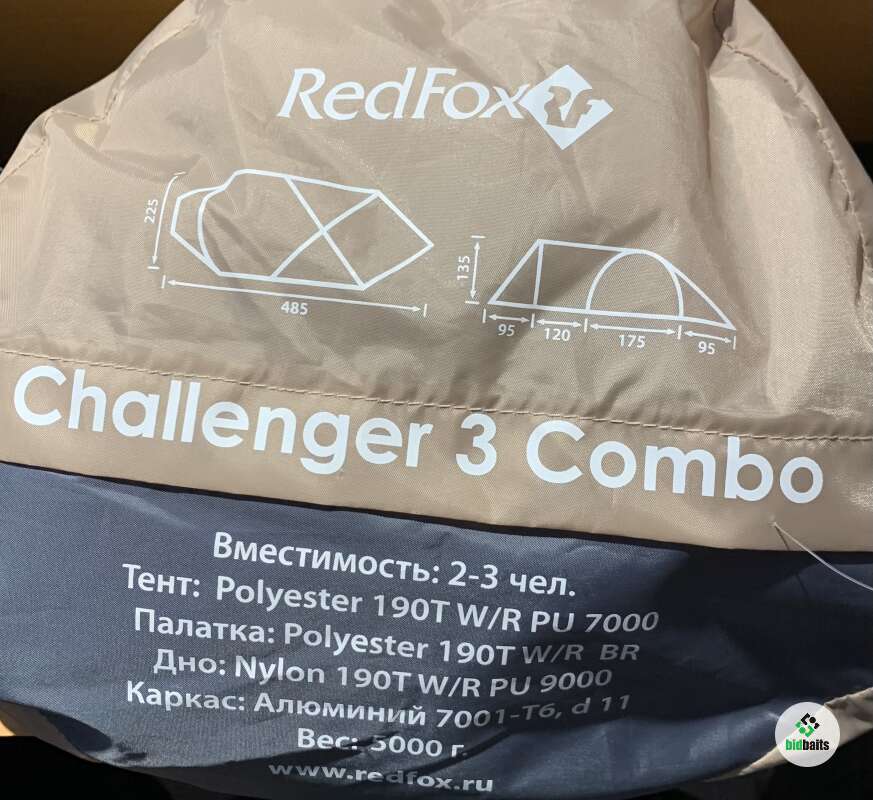 RedFox
225
485
135
95
120
175
95
Challenger 3 Combo
Вместимость: 2-3 чел.
Тент: Polyester 190T W/R PU 7000
Палатка: Polyester 190T W/R BR
Дно: Nylon 190T W/R PU 9000
Каркас: Алюминий 7001-T6, d 11
Вес: 5000 г.
www.redfox.ru
bidbaits